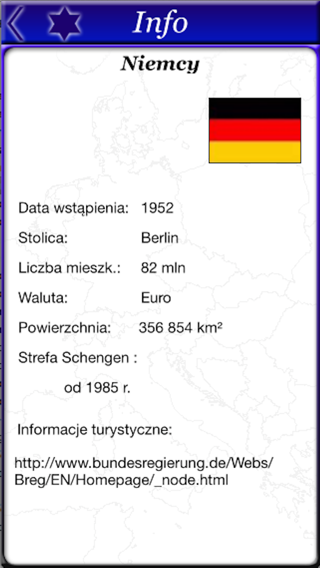 Info
Niemcy
Data wstąpienia: 1952
Stolica: Berlin
Liczba mieszk.: 82 mln
Waluta: Euro
Powierzchnia: 356 854 km²
Strefa Schengen :
od 1985 r.
Informacje turystyczne:
http://www.bundesregierung.de/Webs/
Breg/EN/Homepage/_node.html